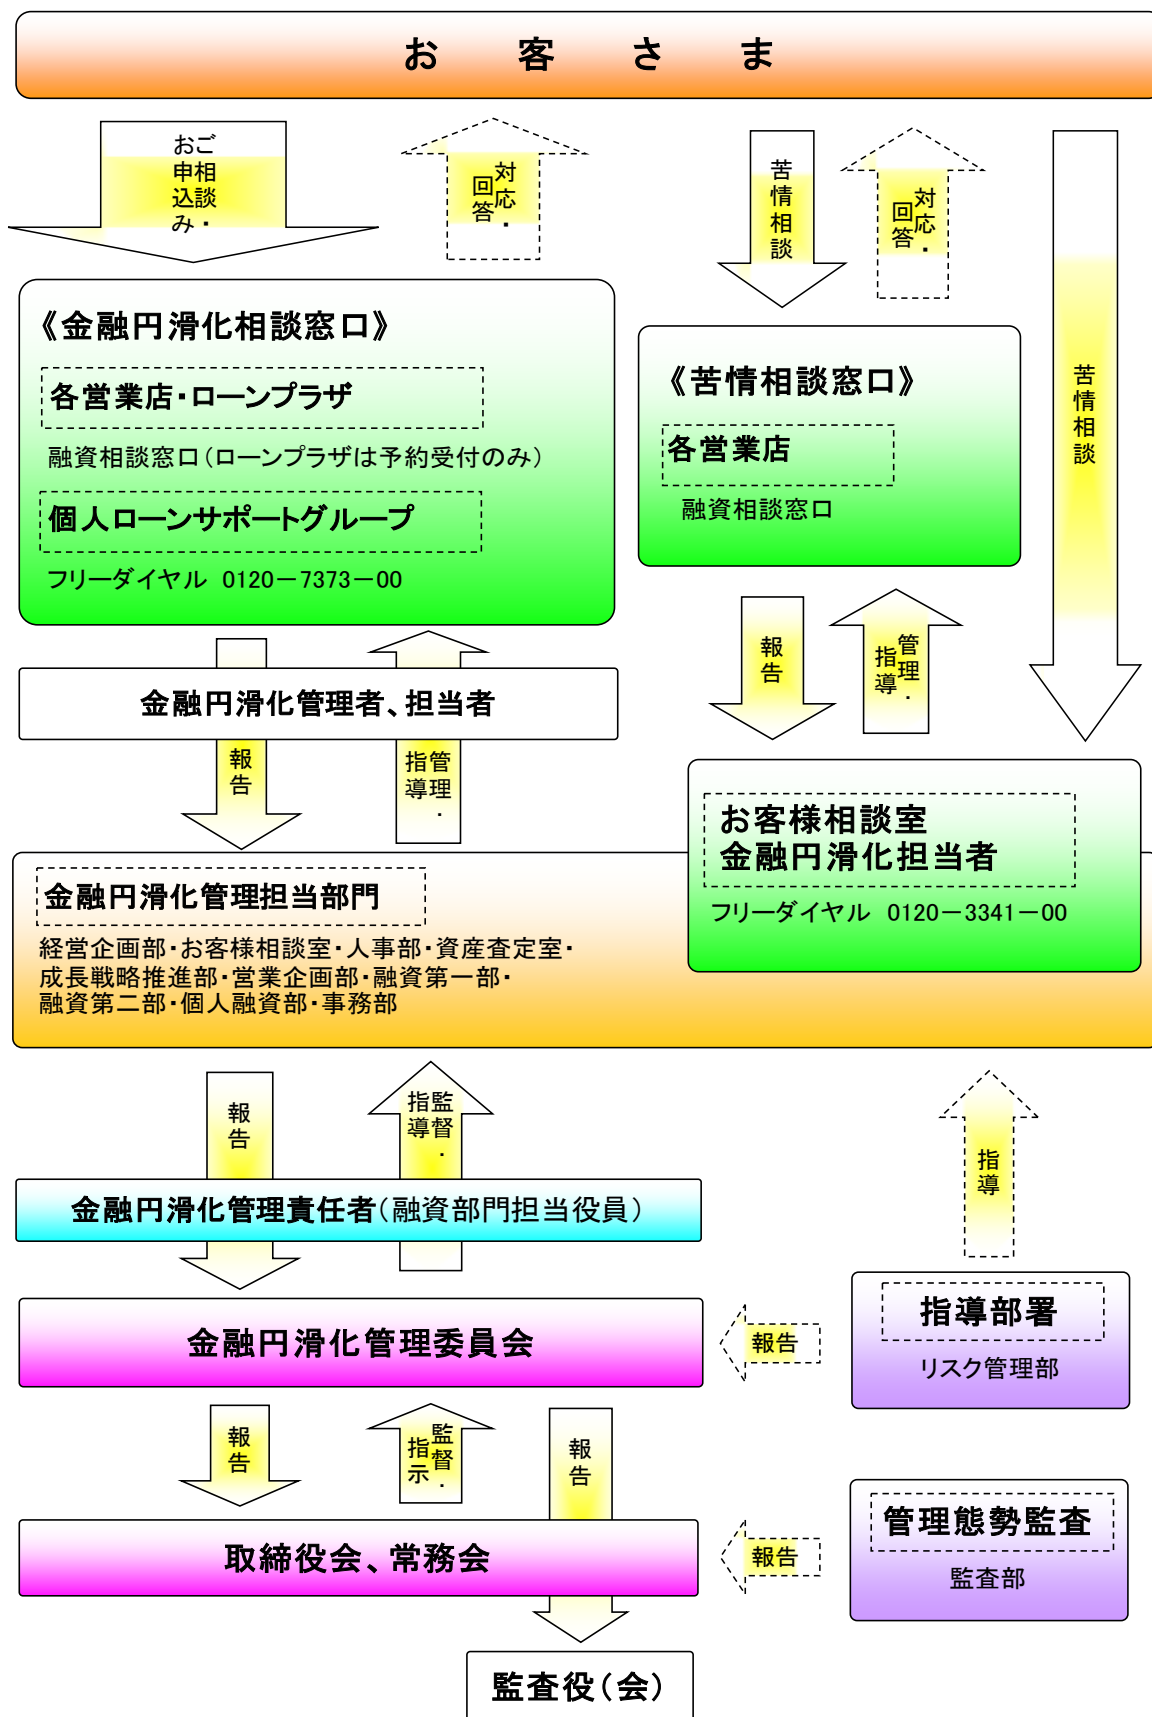 お客さま
ご相談・
お申込み
対応・
回答
苦情相談
対応・
回答
苦情相談
《金融円滑化相談窓口》
各営業店・ローンプラザ
融資相談窓口（ローンプラザは予約受付のみ）
個人ローンサポートグループ
フリーダイヤル 0120－7373－00
《苦情相談窓口》
各営業店
融資相談窓口
報告
管理・
指導
金融円滑化管理者、担当者
報告
管理・
指導
お客様相談室
金融円滑化担当者
フリーダイヤル 0120－3341－00
金融円滑化管理担当部門
経営企画部・お客様相談室・人事部・資産査定室・
成長戦略推進部・営業企画部・融資第一部・
融資第二部・個人融資部・事務部
報告
監督・
指導
指導
金融円滑化管理責任者（融資部門担当役員）
金融円滑化管理委員会
報告
指導部署
リスク管理部
報告
監督・
指示
報告
取締役会、常務会
報告
管理態勢監査
監査部
監査役（会）